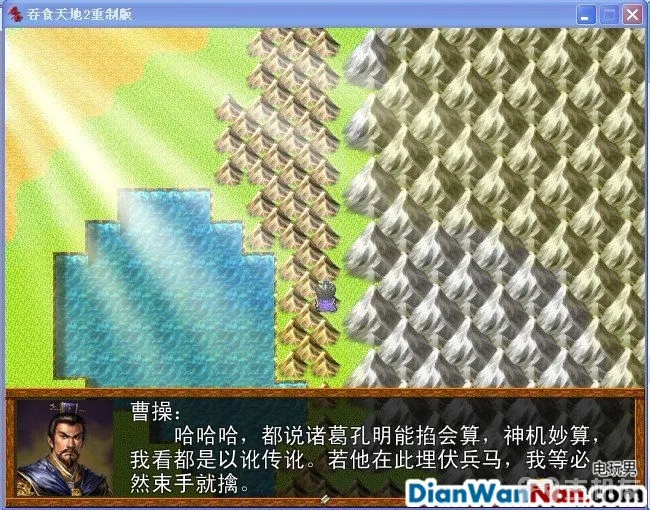 吞食天地2重制版
曹操：
哈哈哈，都说诸葛孔明能掐会算，神机妙算，
我看都是以讹传讹。若他在此埋伏兵马，我等必
然束手就擒。
电玩男
DianWanNan.com